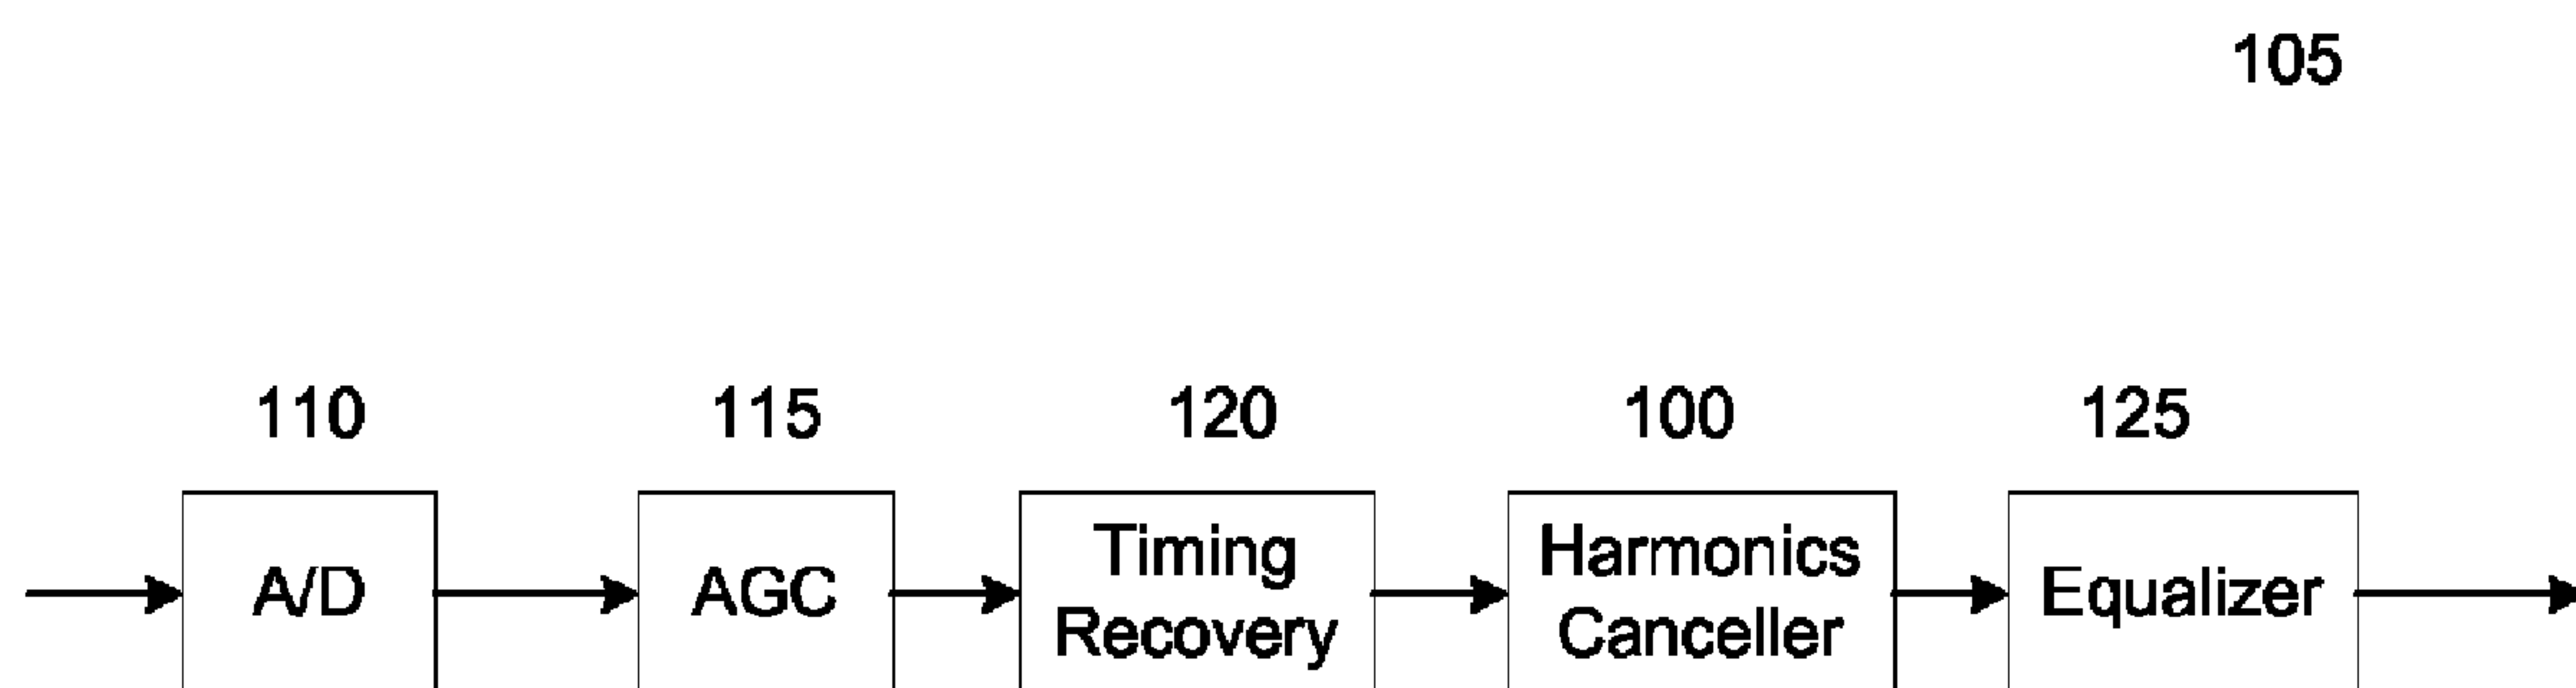 105
110
115
120
100
125
A/D
AGC
Timing
Recovery
Harmonics
Canceller
Equalizer